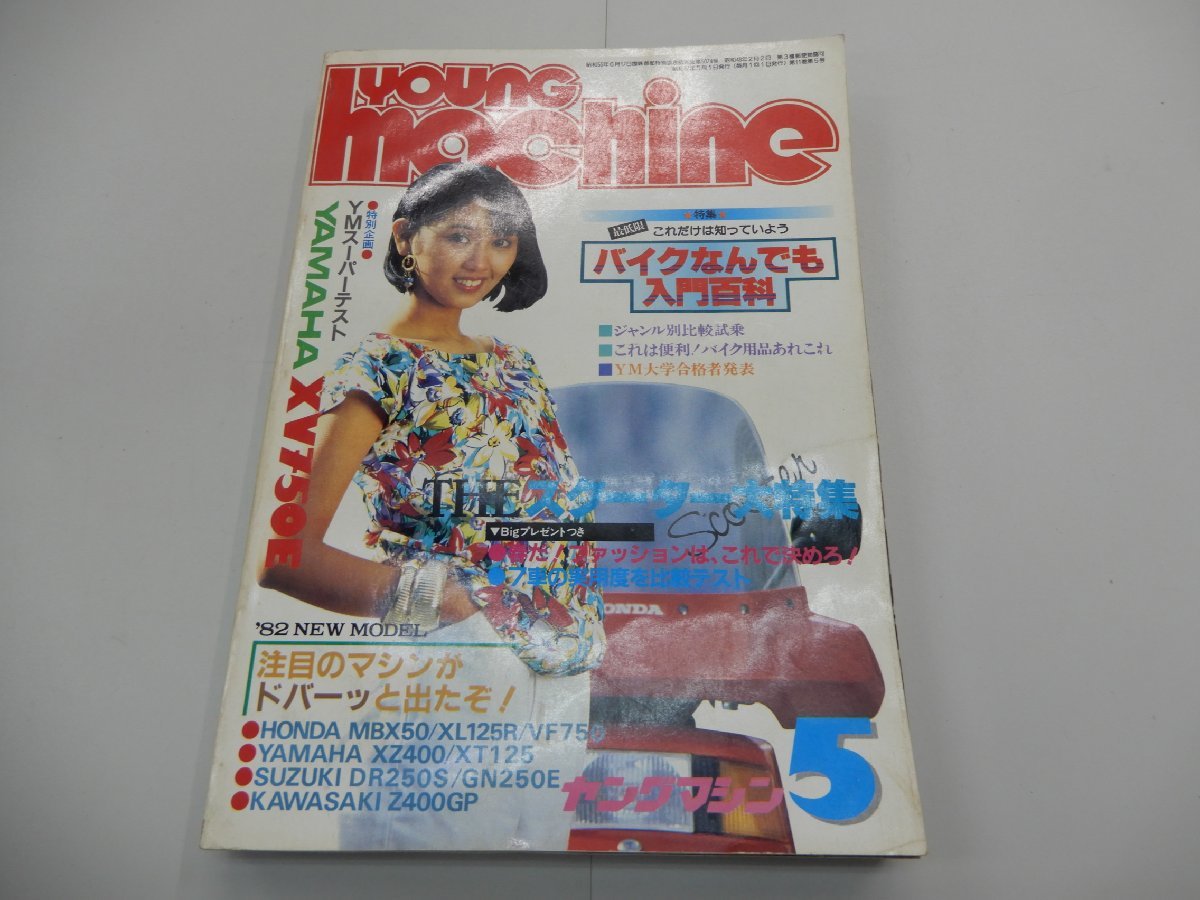 YOUNG
machine
特集
最低限 これだけは知っていよう
バイクなんでも
入門百科
■ジャンル別比較試乗
■これは便利!バイク用品あれこれ
■YM大学合格者発表
●特別企画●
YMスーパーテスト
YAMAHA XV750E
THEスクーター大特集
Scooter
▼Bigプレゼントつき
●春だ!ファッションは、これで決めろ!
●7車の実用度を比較テスト
HONDA
'82 NEW MODEL
注目のマシンが
ドバーッと出たぞ!
●HONDA MBX50/XL125R/VF750
●YAMAHA XZ400/XT125
●SUZUKI DR250S/GN250E
●KAWASAKI Z400GP
ヤングマシン 5